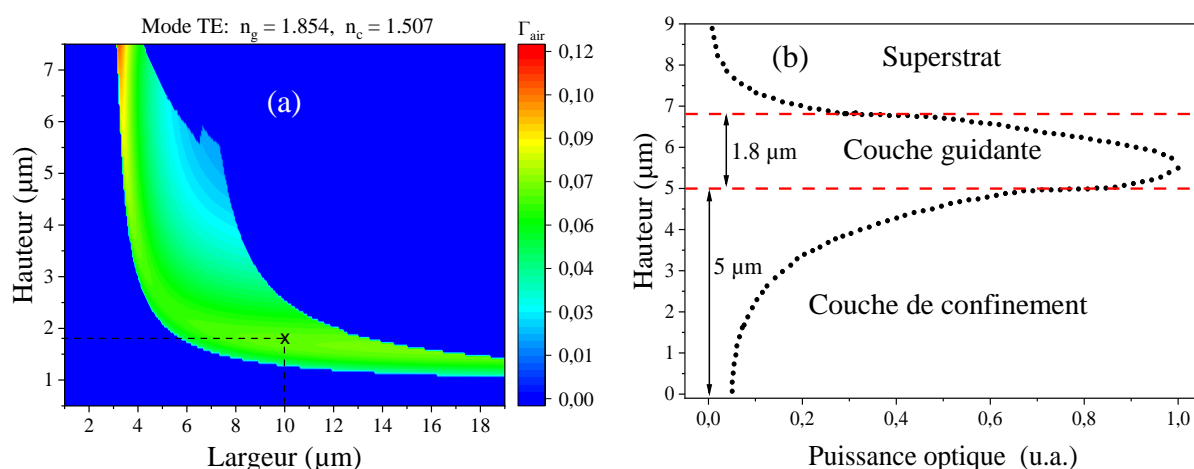 Mode TE: n_g = 1.854, n_c = 1.507
Γ_air
(a)
Hauteur (µm)
7
6
5
4
3
2
1
x
2 4 6 8 10 12 14 16 18
Largeur (µm)
0,12
0,10
0,09
0,07
0,06
0,04
0,03
0,01
0,00
(b)
Superstrat
Couche guidante
1.8 µm
5 µm
Couche de confinement
Hauteur (µm)
9
8
7
6
5
4
3
2
1
0
0,0 0,2 0,4 0,6 0,8 1,0
Puissance optique (u.a.)